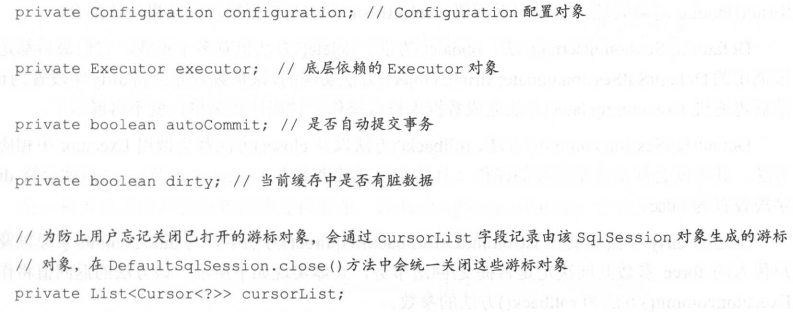 private Configuration configuration; // Configuration 配置对象
private Executor executor; // 底层依赖的 Executor 对象
private boolean autoCommit; // 是否自动提交事务
private boolean dirty; // 当前缓存中是否有脏数据
// 为防止用户忘记关闭已打开的游标对象，会通过 cursorList 字段记录由该 SqlSession 对象生成的游标
// 对象，在 DefaultSqlSession.close()方法中会统一关闭这些游标对象
private List<Cursor<?>> cursorList;